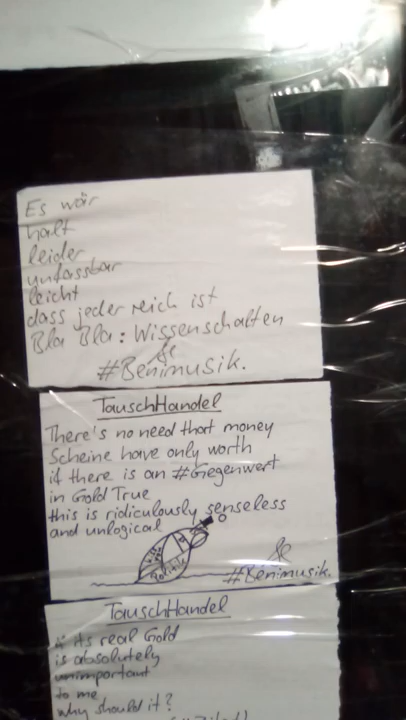 Es wär
halt
leider
unfassbar
leicht
dass jeder reich ist
Bla Bla: Wissenschaften
#Benimusik.
TauschHandel
There's no need that money
Scheine have only worth
if there is an #Gegenwert
in Gold True
this is ridiculously senseless
and unlogical
Politik
#Benimusik.
TauschHandel
its real Gold
is absolutely
unimportant
to me
why should it?